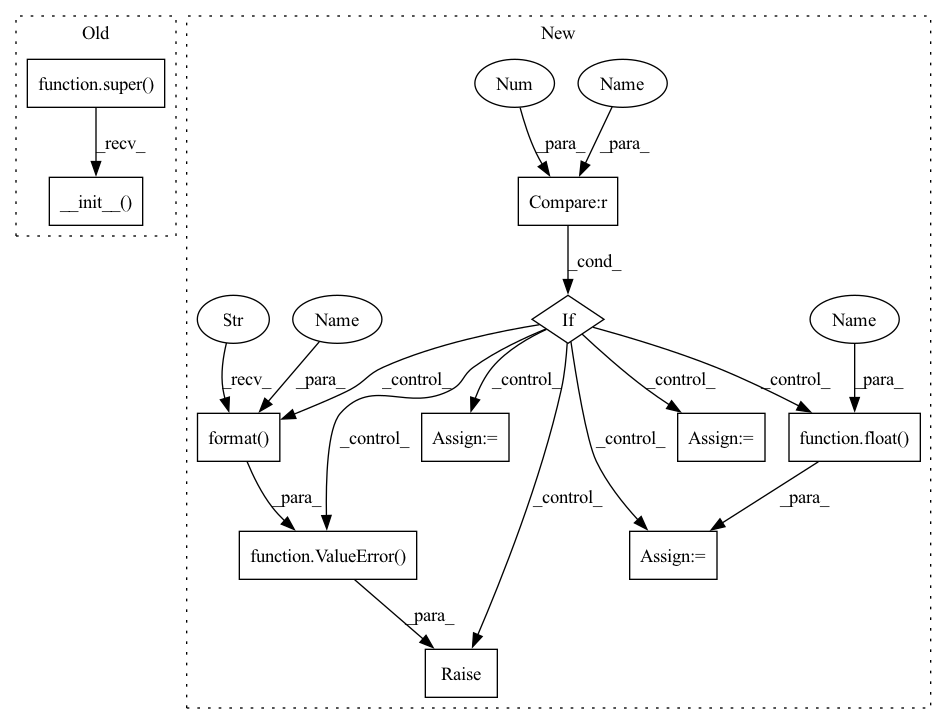 Old
New
function.super()
Num
Name
_recv_
_para_
_para_
__init__()
Compare:r
_cond_
Str
Name
If
Name
_recv_
_para_
_control_
_control_
_control_
_control_
_para_
format()
_control_
Assign:=
_control_
Assign:=
function.float()
_para_
_control_
_para_
function.ValueError()
Assign:=
_para_
Raise